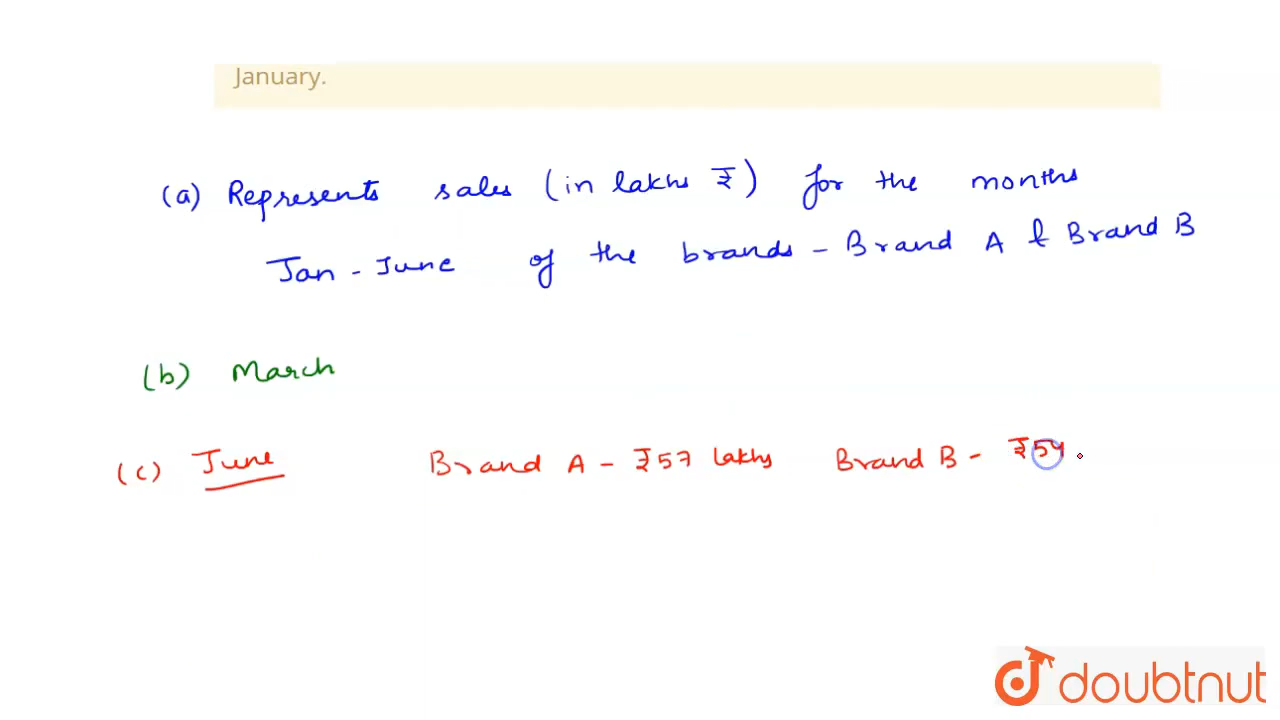 January.
(a) Represents sales (in lakhs ₹) for the months
Jan - June of the brands - Brand A & Brand B
(b) March
(c) June Brand A - ₹57 lakhs Brand B - ₹54
doubtnut